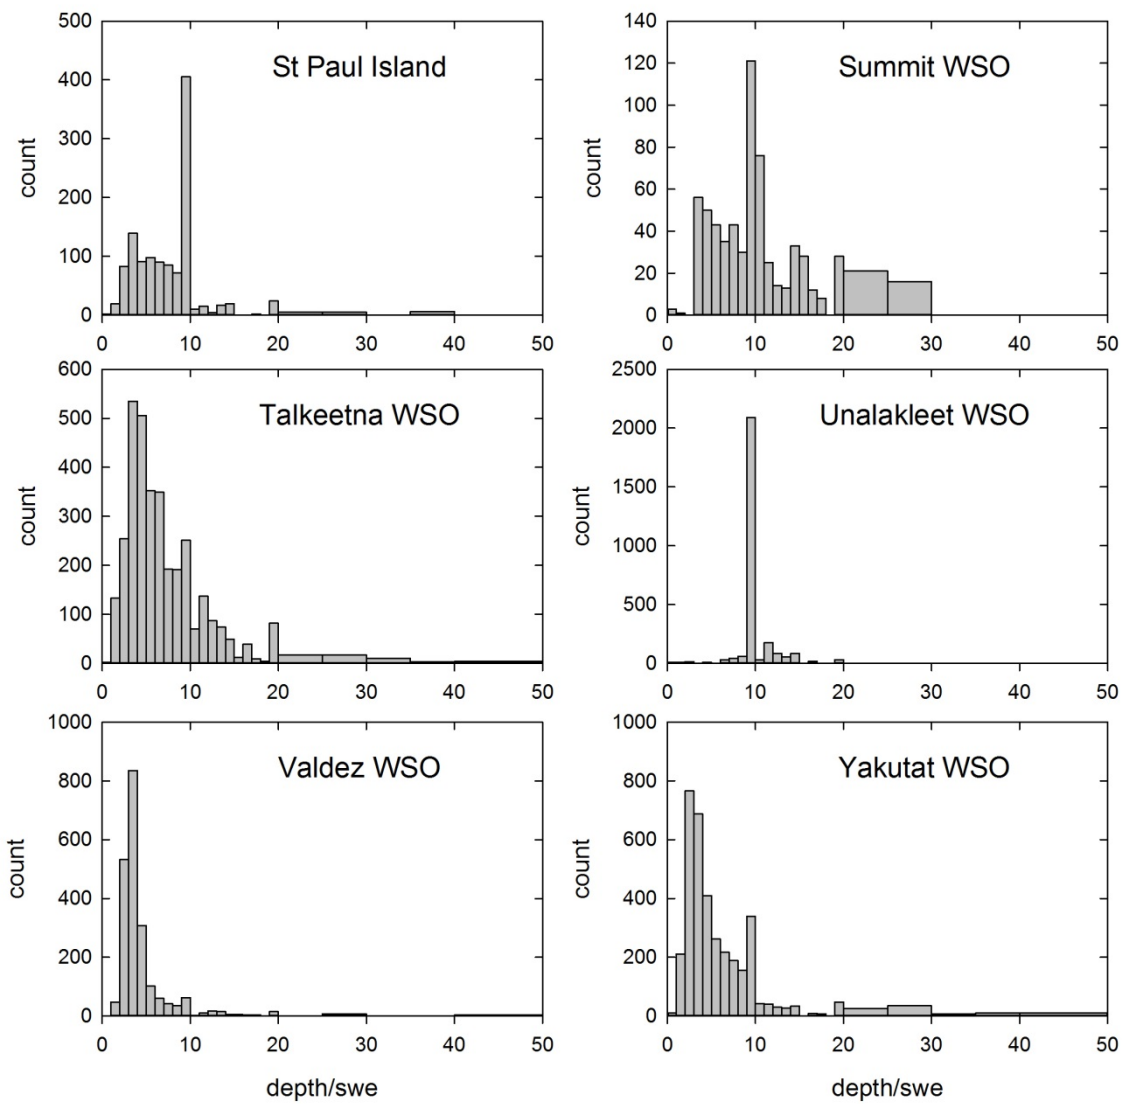 St Paul Island
count
500
400
300
200
100
0
0 10 20 30 40 50
Summit WSO
count
140
120
100
80
60
40
20
0
0 10 20 30 40 50
Talkeetna WSO
count
600
500
400
300
200
100
0
0 10 20 30 40 50
Unalakleet WSO
count
2500
2000
1500
1000
500
0
0 10 20 30 40 50
Valdez WSO
count
1000
800
600
400
200
0
0 10 20 30 40 50
depth/swe
Yakutat WSO
count
1000
800
600
400
200
0
0 10 20 30 40 50
depth/swe